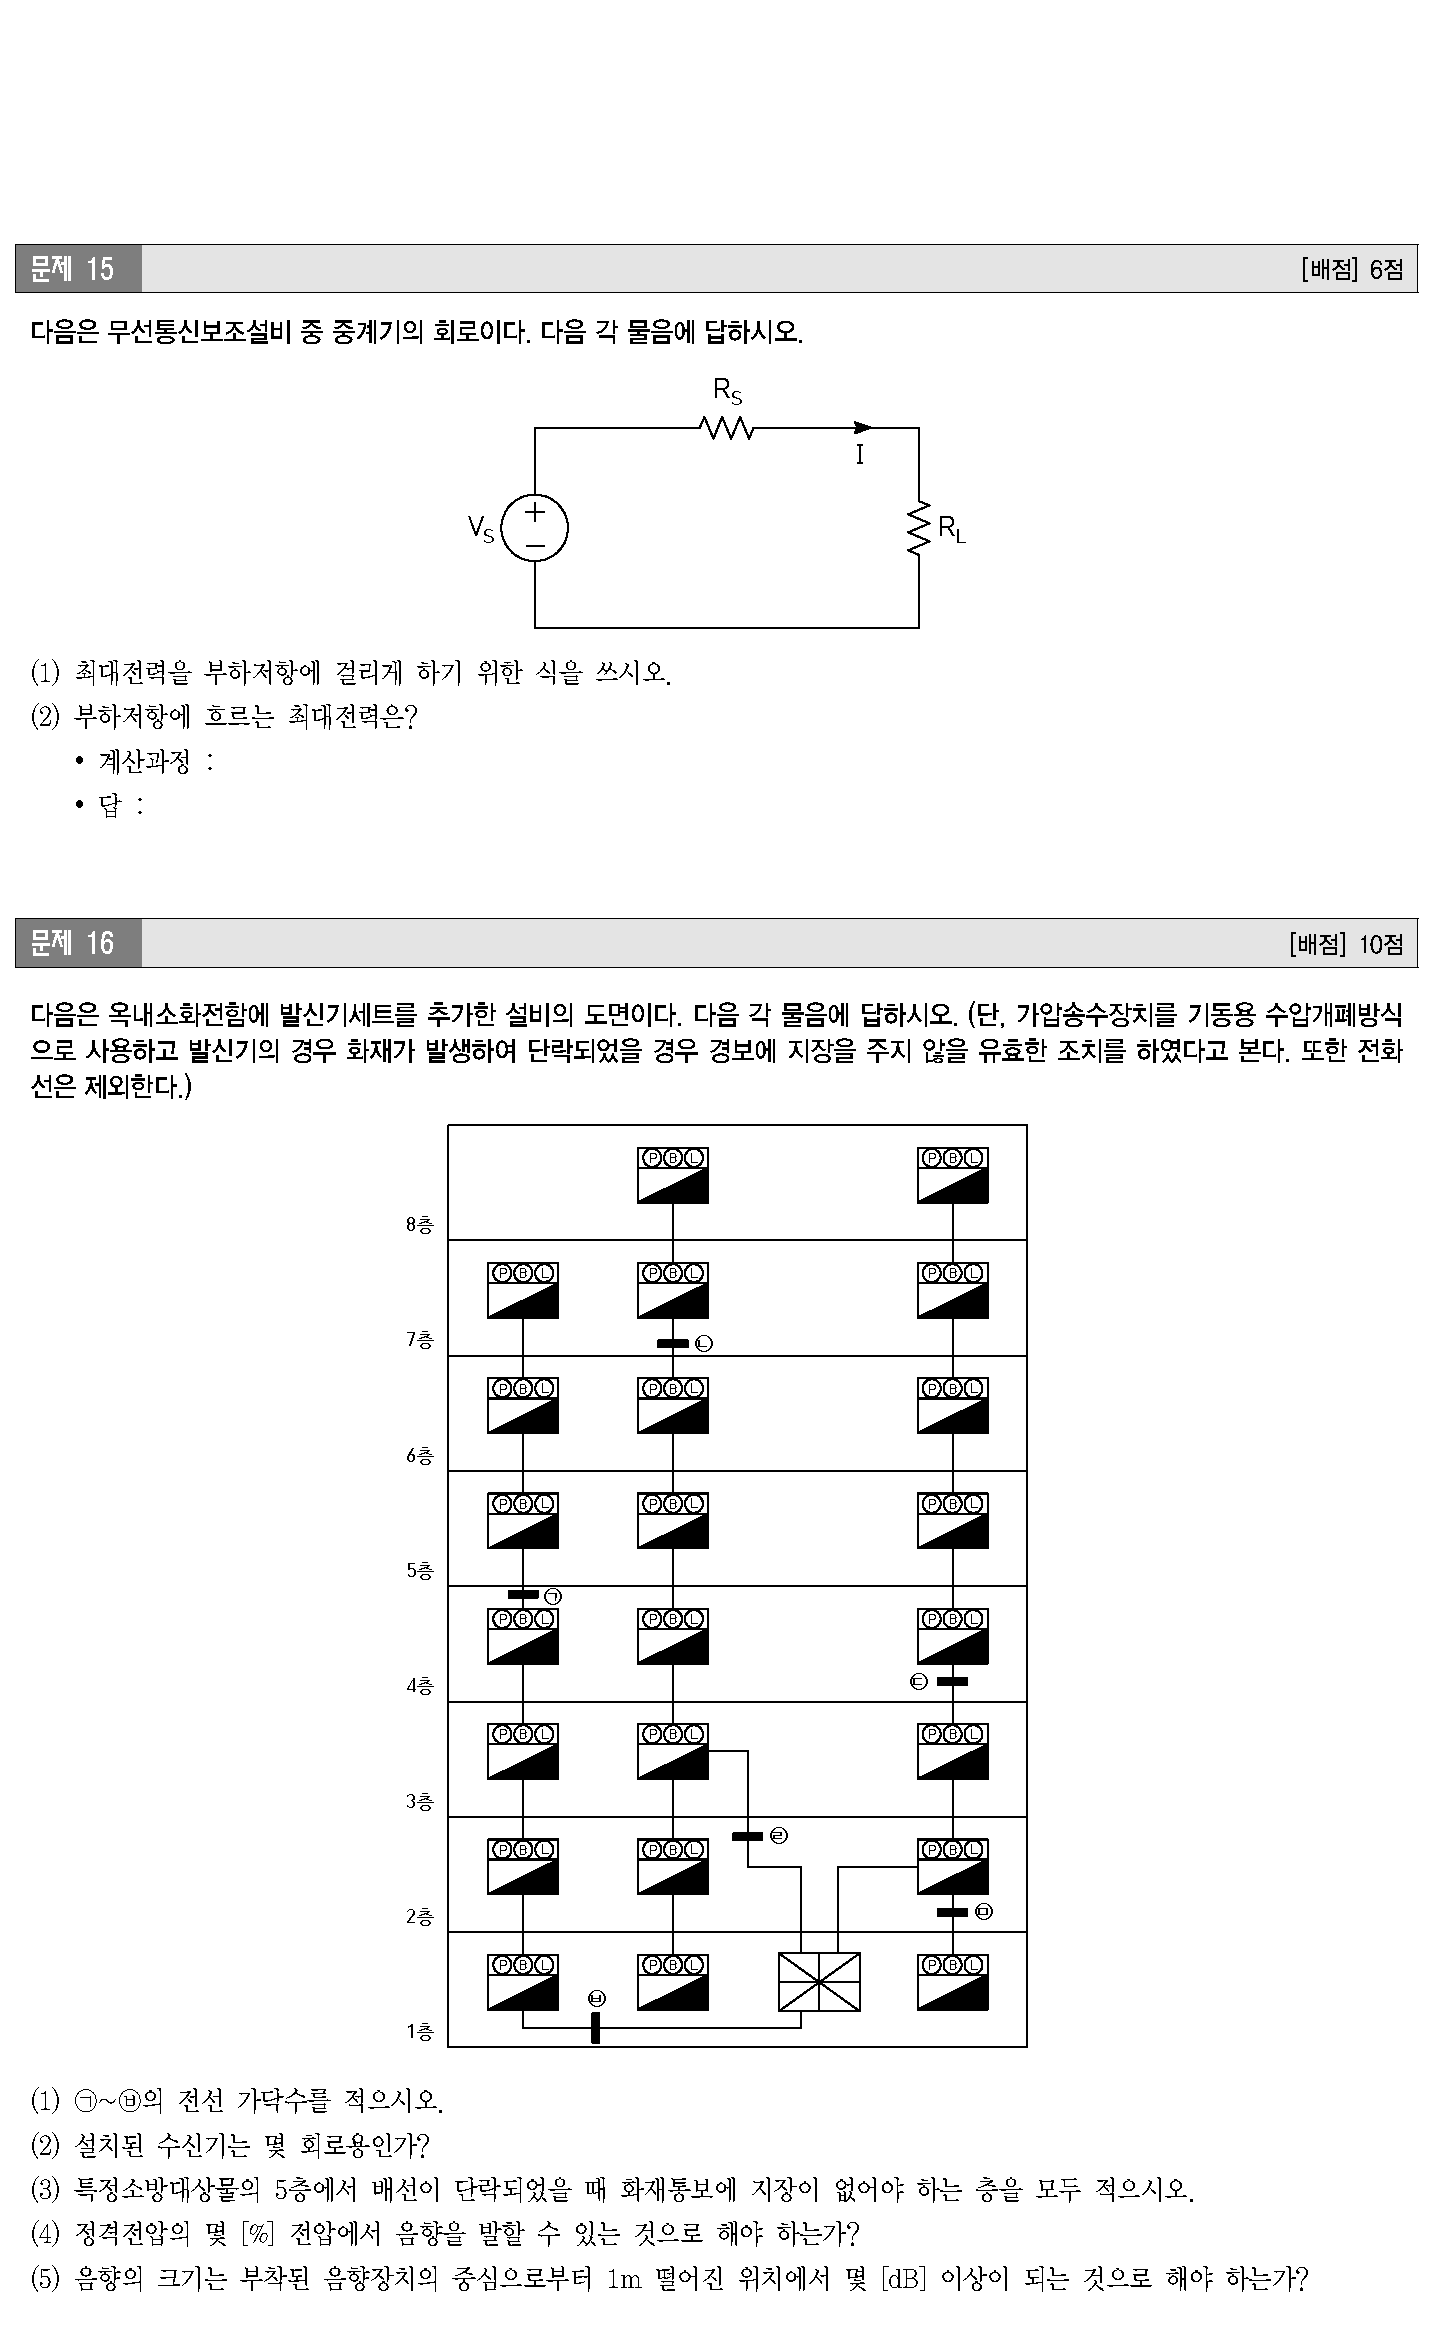 문제 15 [배점] 6점
다음은 무선통신보조설비 중 중계기의 회로이다. 다음 각 물음에 답하시오.
R_S
I
V_S
+
−
R_L
(1) 최대전력을 부하저항에 걸리게 하기 위한 식을 쓰시오.
(2) 부하저항에 흐르는 최대전력은?
• 계산과정 :
• 답 :
문제 16 [배점] 10점
다음은 옥내소화전함에 발신기세트를 추가한 설비의 도면이다. 다음 각 물음에 답하시오. (단, 가압송수장치를 기동용 수압개폐방식
으로 사용하고 발신기의 경우 화재가 발생하여 단락되었을 경우 경보에 지장을 주지 않을 유효한 조치를 하였다고 본다. 또한 전화
선은 제외한다.)
Ⓟ Ⓑ Ⓛ Ⓟ Ⓑ Ⓛ
8층
Ⓟ Ⓑ Ⓛ Ⓟ Ⓑ Ⓛ Ⓟ Ⓑ Ⓛ
7층 ㉡
Ⓟ Ⓑ Ⓛ Ⓟ Ⓑ Ⓛ Ⓟ Ⓑ Ⓛ
6층
Ⓟ Ⓑ Ⓛ Ⓟ Ⓑ Ⓛ Ⓟ Ⓑ Ⓛ
5층
㉠
Ⓟ Ⓑ Ⓛ Ⓟ Ⓑ Ⓛ Ⓟ Ⓑ Ⓛ
4층 ㉢
Ⓟ Ⓑ Ⓛ Ⓟ Ⓑ Ⓛ Ⓟ Ⓑ Ⓛ
3층
㉣
Ⓟ Ⓑ Ⓛ Ⓟ Ⓑ Ⓛ Ⓟ Ⓑ Ⓛ
2층 ㉤
Ⓟ Ⓑ Ⓛ Ⓟ Ⓑ Ⓛ Ⓟ Ⓑ Ⓛ
㉥
1층
(1) ㉠~㉥의 전선 가닥수를 적으시오.
(2) 설치된 수신기는 몇 회로용인가?
(3) 특정소방대상물의 5층에서 배선이 단락되었을 때 화재통보에 지장이 없어야 하는 층을 모두 적으시오.
(4) 정격전압의 몇 [%] 전압에서 음향을 발할 수 있는 것으로 해야 하는가?
(5) 음향의 크기는 부착된 음향장치의 중심으로부터 1m 떨어진 위치에서 몇 [dB] 이상이 되는 것으로 해야 하는가?